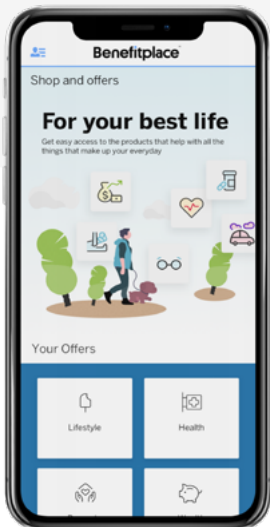 Benefitplace
Shop and offers
For your best life
Get easy access to the products that help with all the
things that make up your everyday
Your Offers
Lifestyle
Health